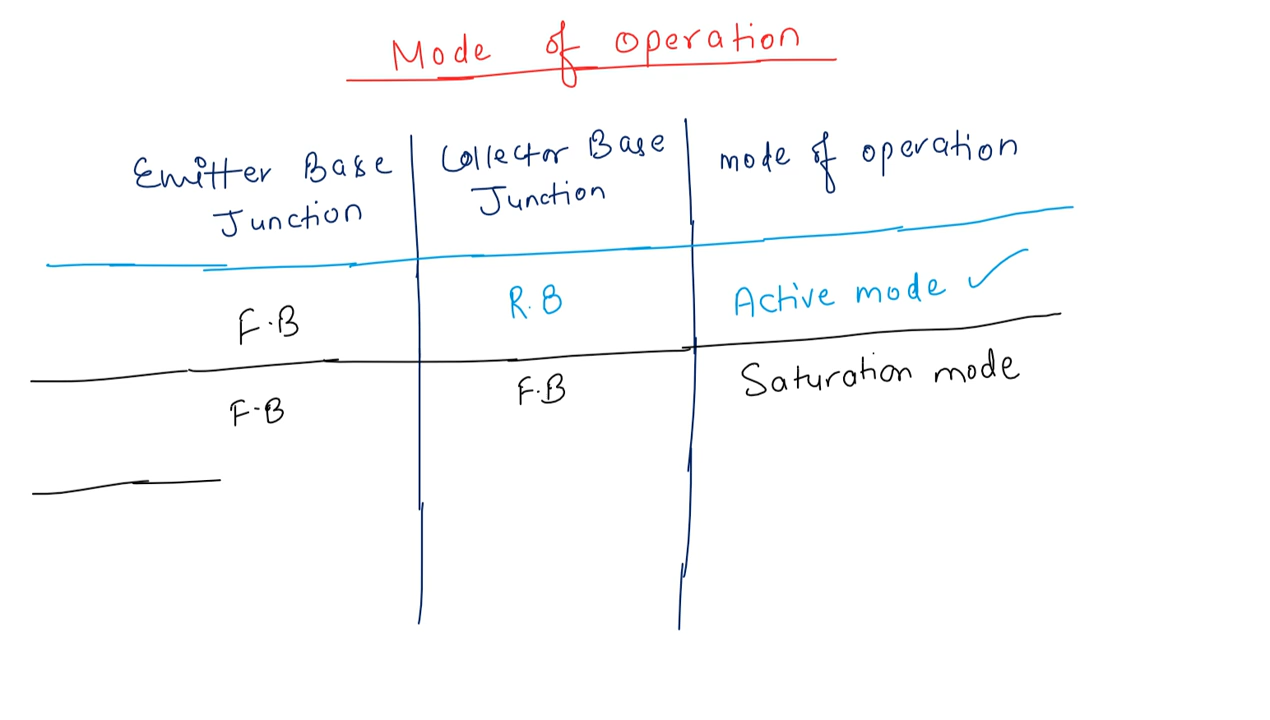 Mode of operation
Emitter Base
Junction
Collector Base
Junction
mode of operation
F.B
R.B
Active mode ✓
F.B
F.B
Saturation mode